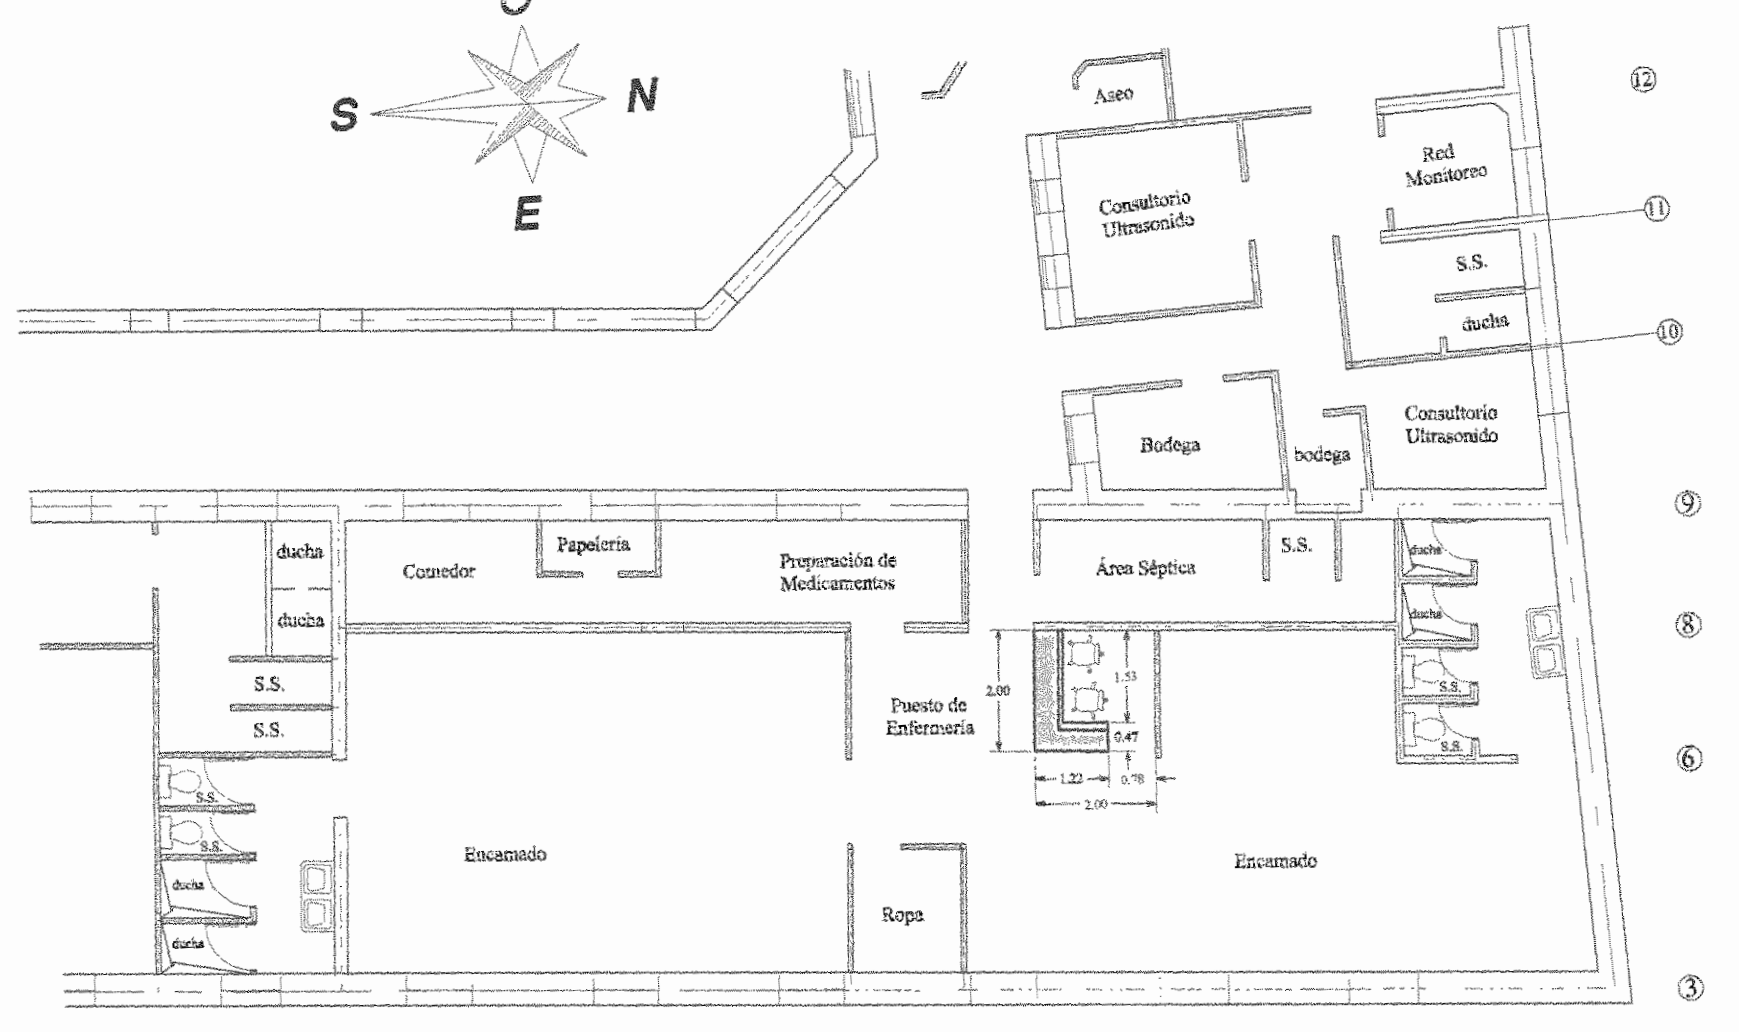 S
N
E
12
Aseo
Red
Monitoreo
Consultorio
Ultrasonido
11
S.S.
ducha
10
Consultorio
Ultrasonido
Bodega
bodega
9
ducha
Comedor
Papelería
Preparación de
Medicamentos
Área Séptica
S.S.
ducha
ducha
ducha
8
S.S.
S.S.
2.00
1.53
Puesto de
Enfermería
0.47
S.S.
S.S.
6
1.22
0.78
2.00
S.S.
S.S.
Encamado
Encamado
ducha
Ropa
ducha
3